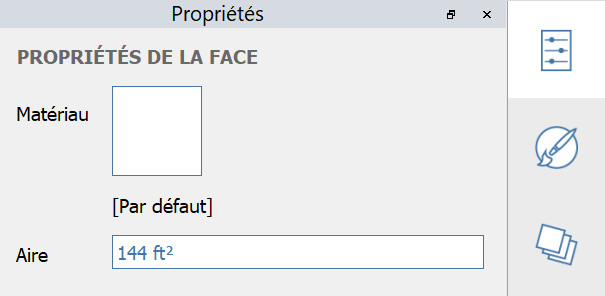 Propriétés
PROPRIÉTÉS DE LA FACE
Matériau
[Par défaut]
Aire
144 ft²